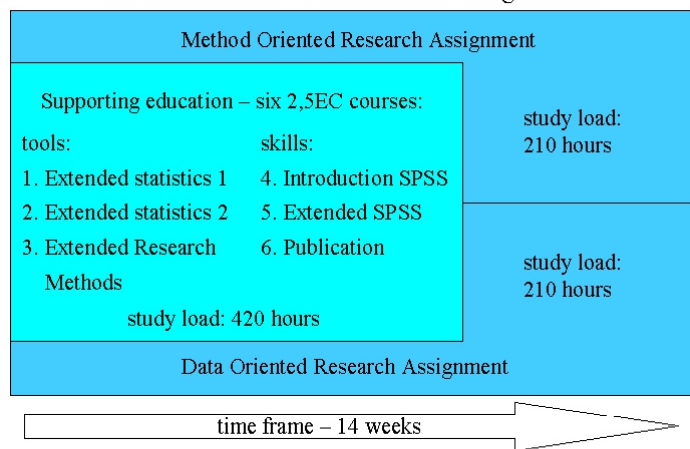 Method Oriented Research Assignment
Supporting education – six 2,5EC courses:
tools:
1. Extended statistics 1
2. Extended statistics 2
3. Extended Research
Methods
skills:
4. Introduction SPSS
5. Extended SPSS
6. Publication
study load: 420 hours
study load:
210 hours
study load:
210 hours
Data Oriented Research Assignment
time frame – 14 weeks